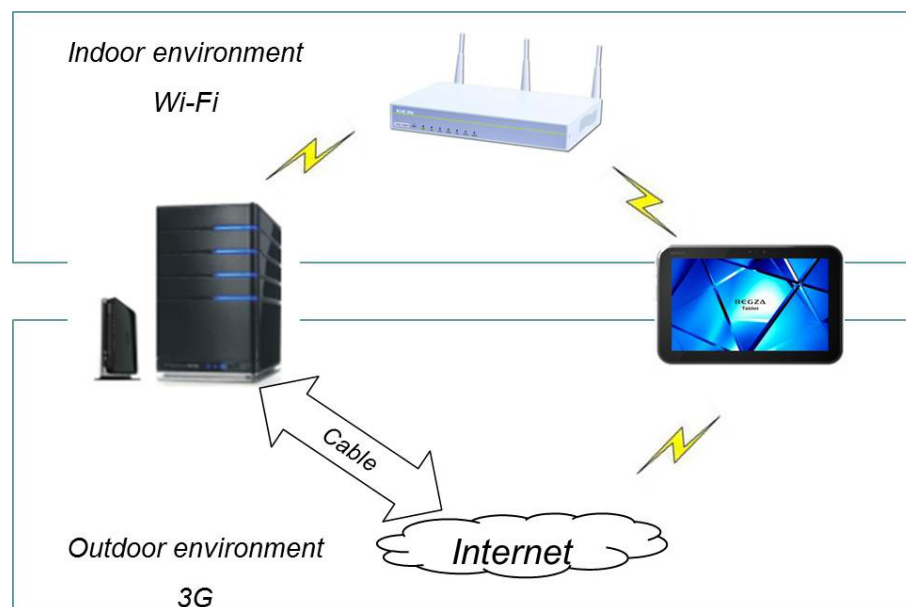 Indoor environment
Wi-Fi
REGZA
Tablet
Cable
Internet
Outdoor environment
3G